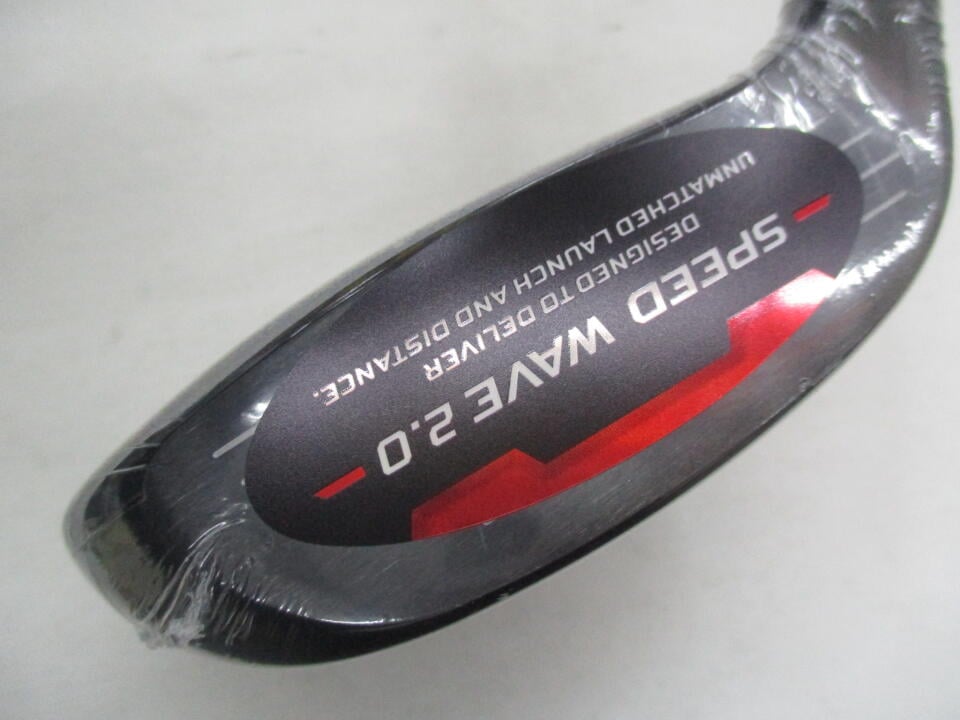 SPEED WAVE 2.0
DESIGNED TO DELIVER
UNMATCHED LAUNCH AND DISTANCE.